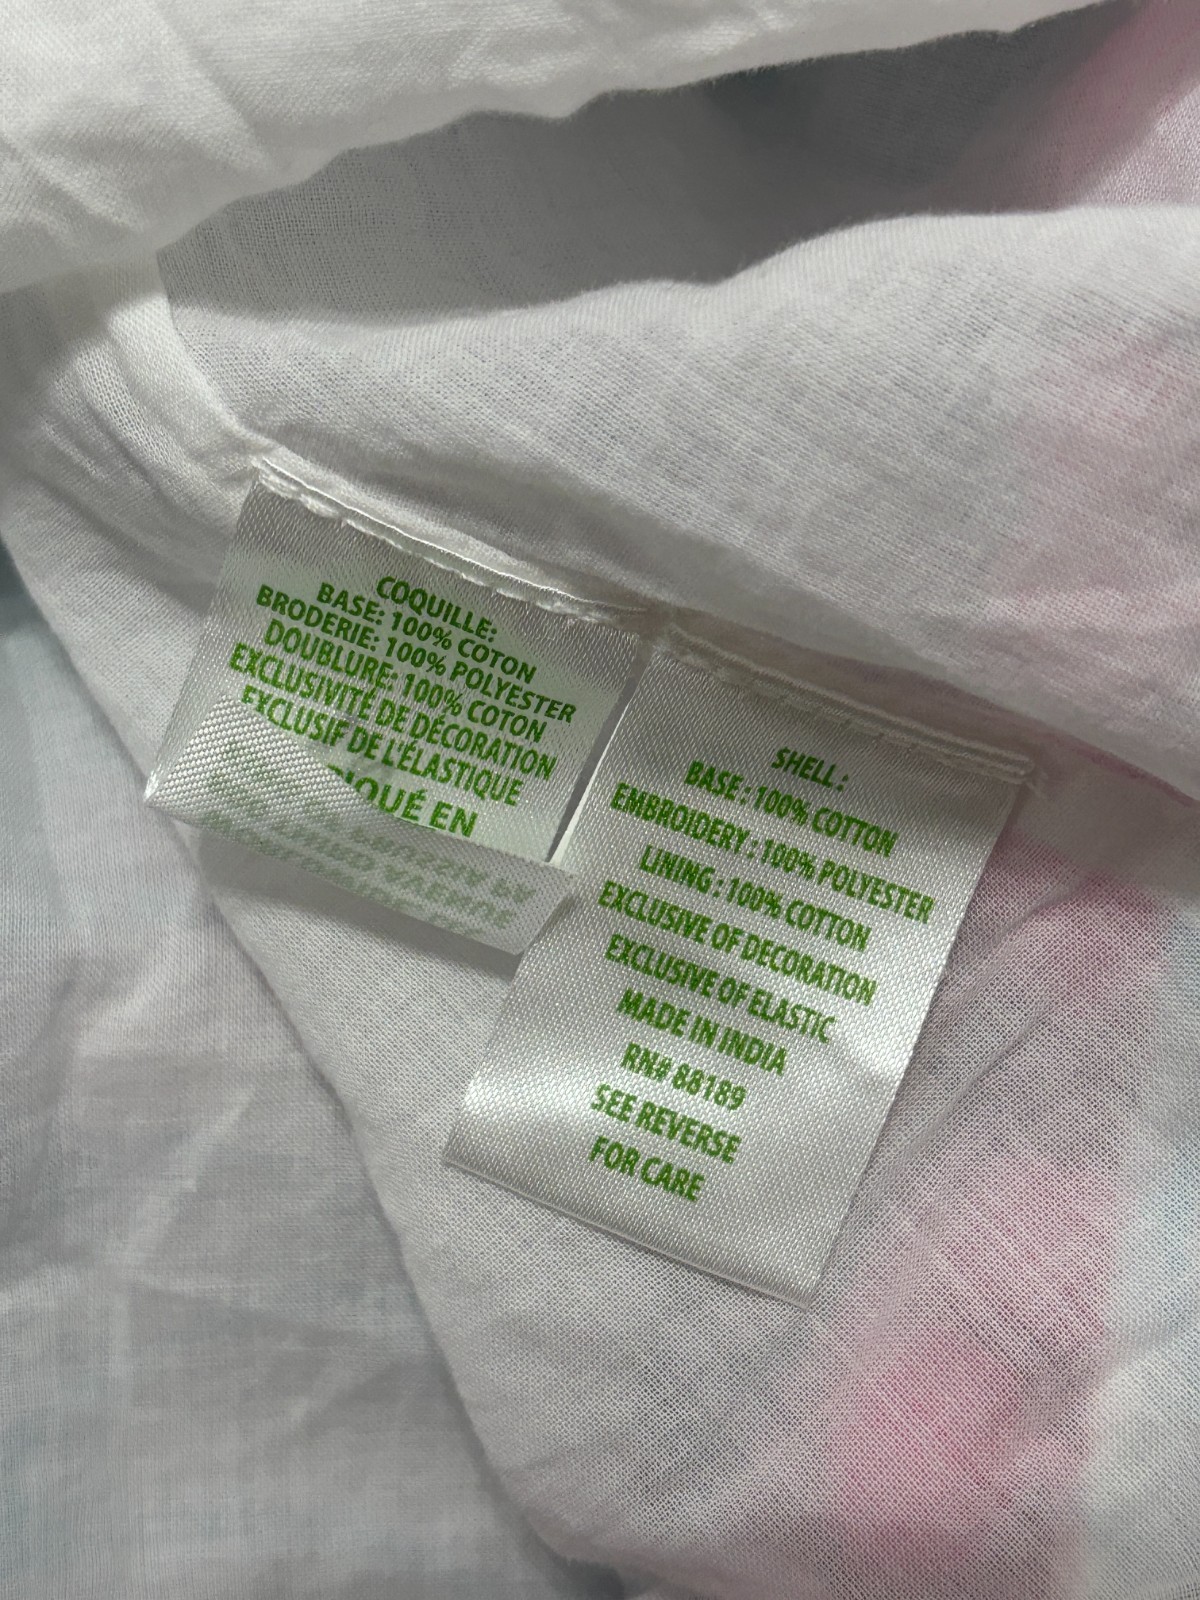 COQUILLE:
BASE: 100% COTON
BRODERIE: 100% POLYESTER
DOUBLURE: 100% COTON
EXCLUSIVITÉ DE DÉCORATION
EXCLUSIF DE L'ÉLASTIQUE
EN
SHELL :
BASE : 100% COTTON
EMBROIDERY : 100% POLYESTER
LINING : 100% COTTON
EXCLUSIVE OF DECORATION
EXCLUSIVE OF ELASTIC
MADE IN INDIA
RN# 88189
SEE REVERSE
FOR CARE